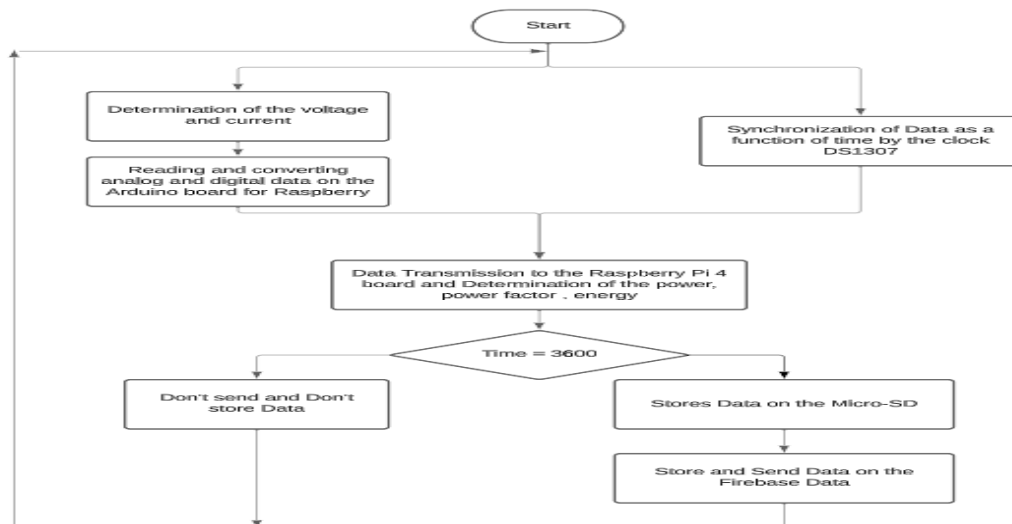 Start
Determination of the voltage
and current
Synchronization of Data as a
function of time by the clock
DS1307
Reading and converting
analog and digital data on the
Arduino board for Raspberry
Data Transmission to the Raspberry Pi 4
board and Determination of the power,
power factor , energy
Time = 3600
Don't send and Don't
store Data
Stores Data on the Micro-SD
Store and Send Data on the
Firebase Data